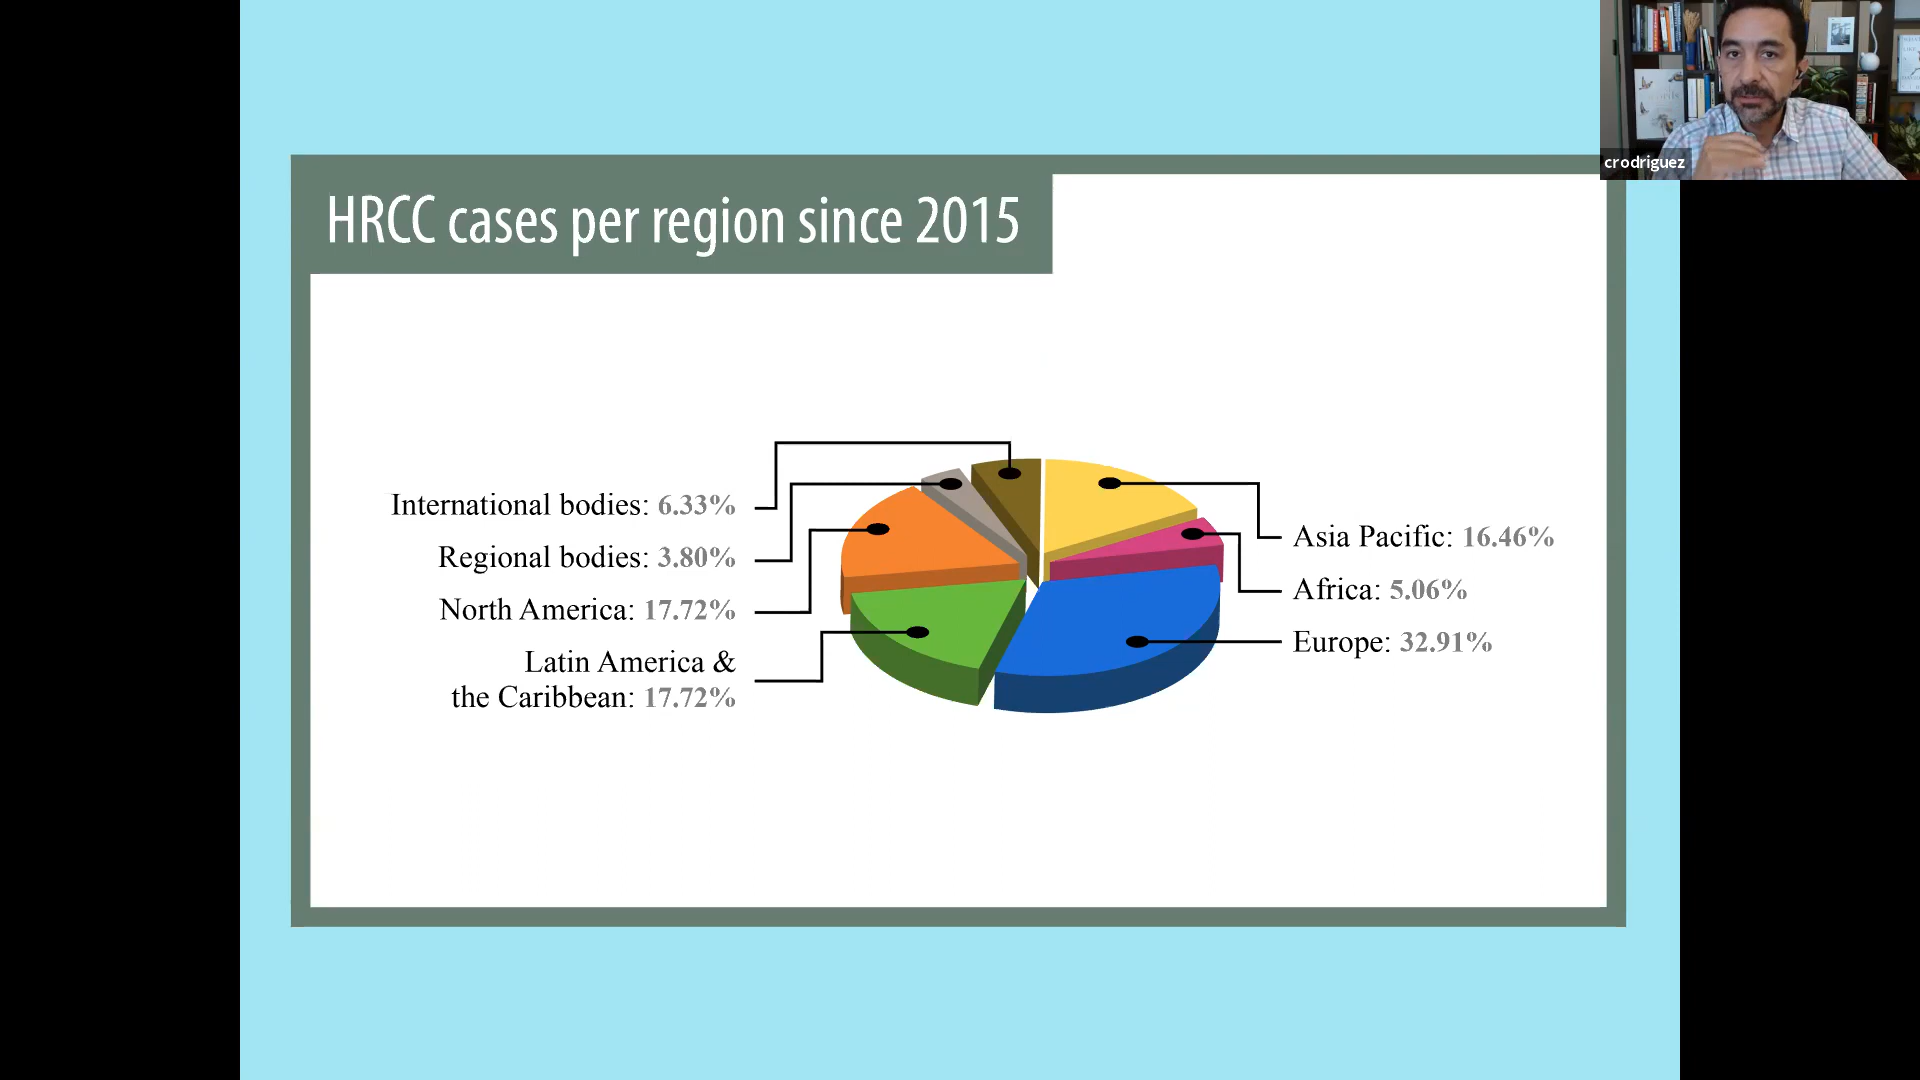 crodriguez
HRCC cases per region since 2015
International bodies: 6.33%
Regional bodies: 3.80%
North America: 17.72%
Latin America &
the Caribbean: 17.72%
Asia Pacific: 16.46%
Africa: 5.06%
Europe: 32.91%